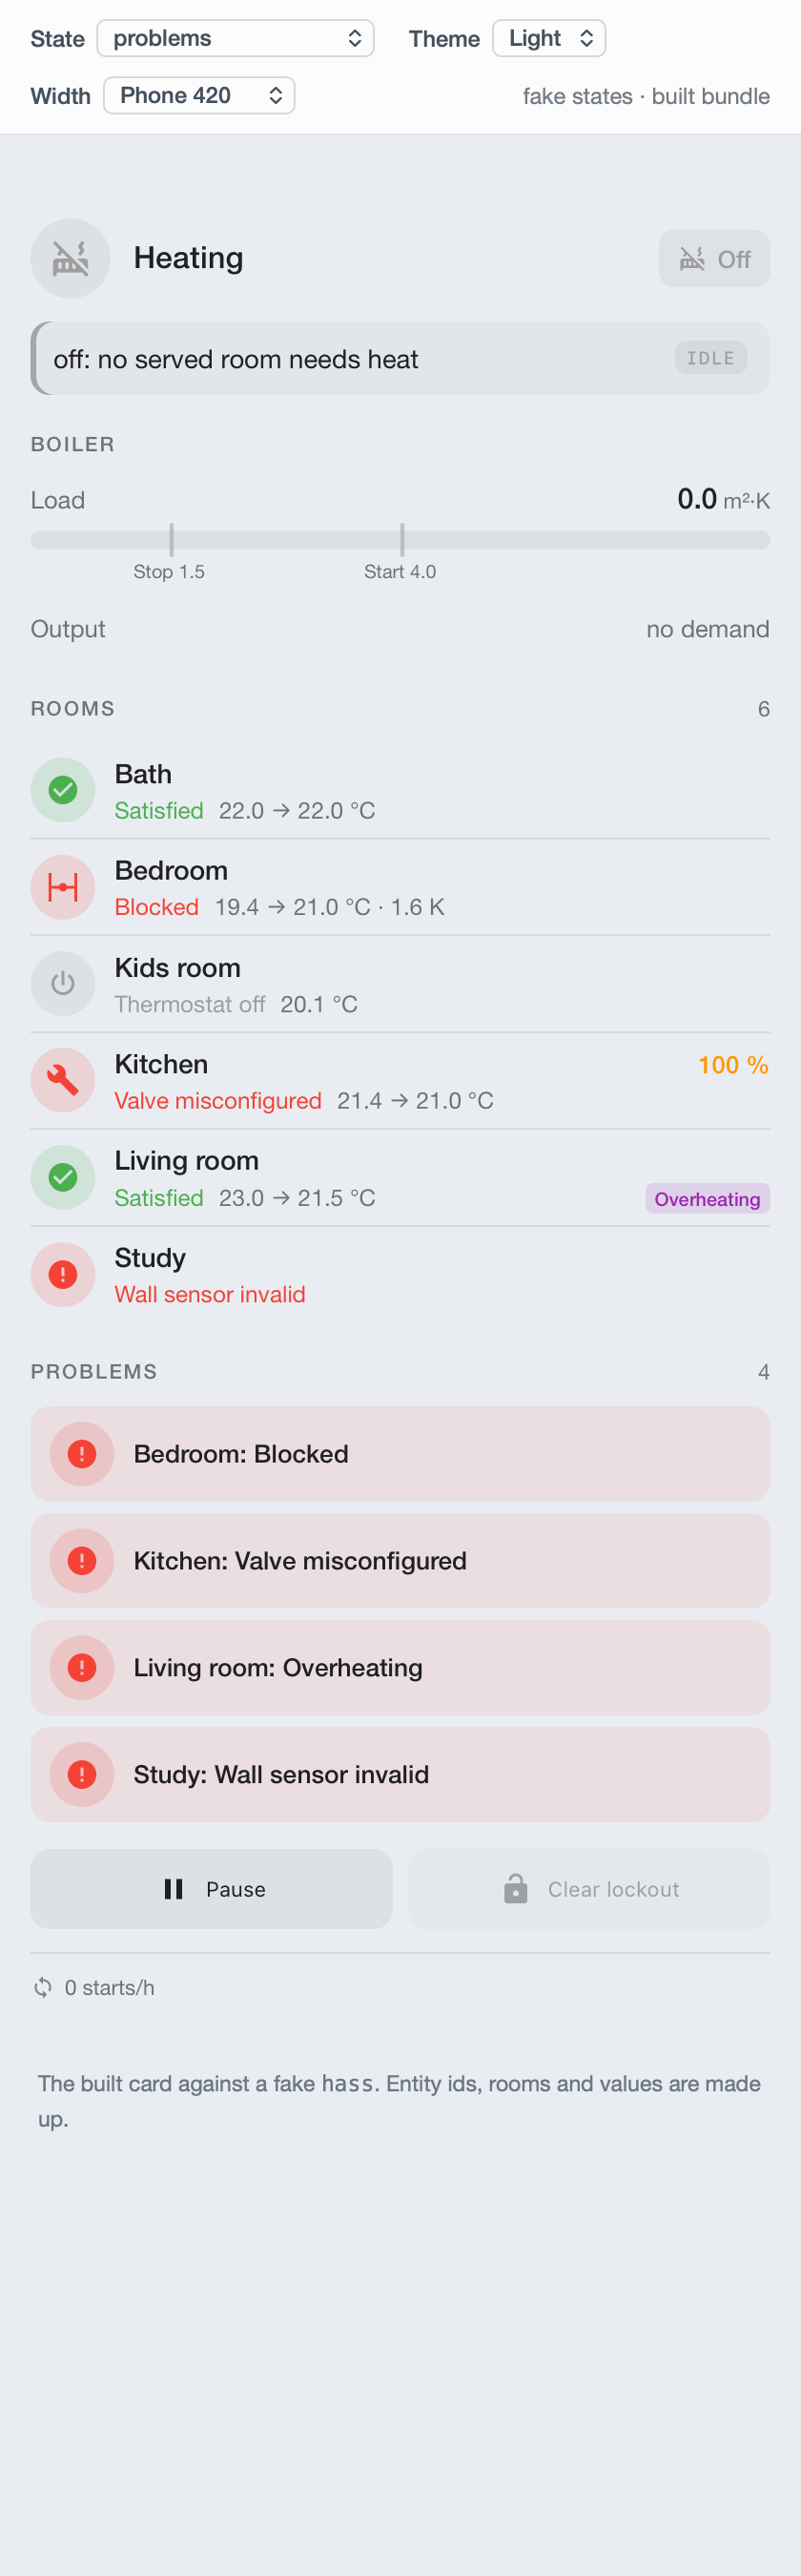 State problems Theme Light
Width Phone 420 fake states · built bundle
Heating Off
off: no served room needs heat IDLE
BOILER
Load 0.0 m²·K
Stop 1.5 Start 4.0
Output no demand
ROOMS 6
Bath
Satisfied 22.0 → 22.0 °C
Bedroom
Blocked 19.4 → 21.0 °C · 1.6 K
Kids room
Thermostat off 20.1 °C
Kitchen 100 %
Valve misconfigured 21.4 → 21.0 °C
Living room
Satisfied 23.0 → 21.5 °C Overheating
Study
Wall sensor invalid
PROBLEMS 4
Bedroom: Blocked
Kitchen: Valve misconfigured
Living room: Overheating
Study: Wall sensor invalid
Pause Clear lockout
0 starts/h
The built card against a fake hass. Entity ids, rooms and values are made
up.